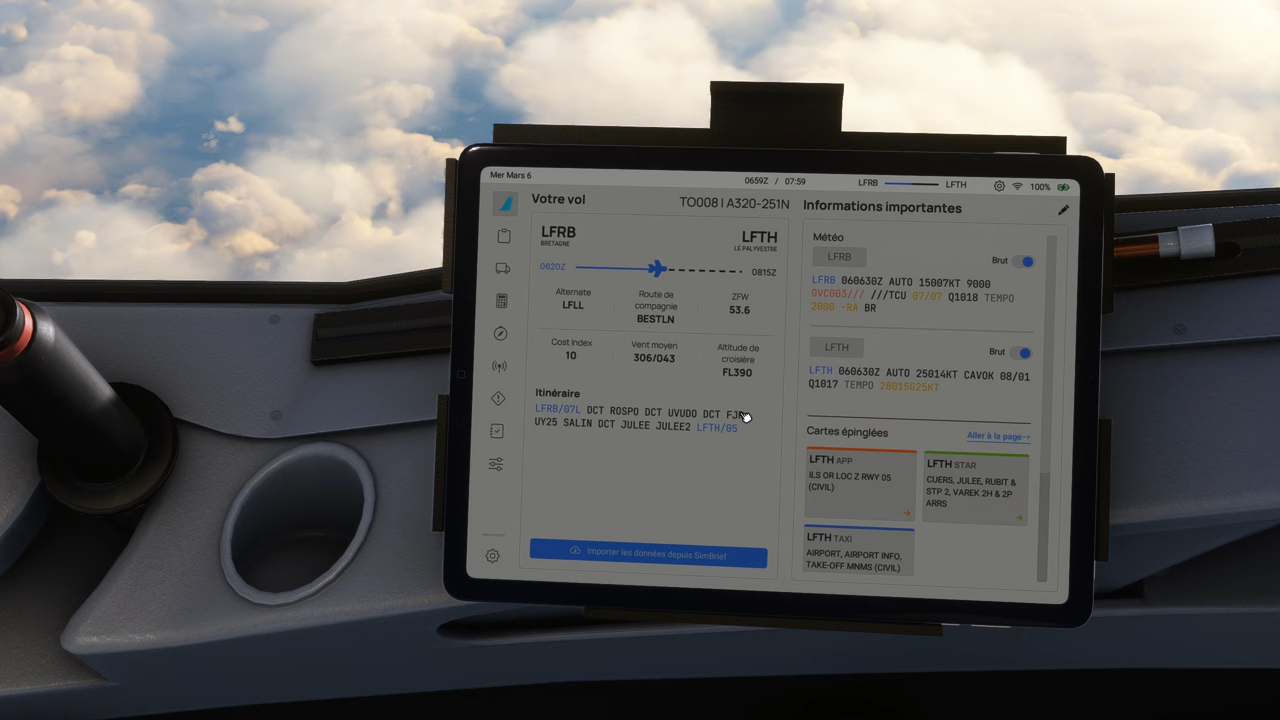 Mer Mars 6
0659Z / 07:59
LFRB LFTH
100%
Votre vol
TO008 | A320-251N
LFRB
BRETAGNE
LFTH
LE PALYVESTRE
0620Z
0815Z
Alternate
LFLL
Route de
compagnie
BESTLN
ZFW
53.6
Cost index
10
Vent moyen
306/043
Altitude de
croisière
FL390
Itinéraire
LFRB/07L DCT ROSPO DCT UVUDO DCT
UY25 SALIN DCT JULEE JULEE2 LFTH/05
Importer les données depuis SimBrief
Informations importantes
Météo
LFRB
Brut
LFRB 060630Z AUTO 15007KT 9000
OVC003/// ///TCU 07/07 Q1018 TEMPO
2000 -RA BR
LFTH
Brut
LFTH 060630Z AUTO 25014KT CAVOK 08/01
Q1017 TEMPO 28015G25KT
Cartes épinglées
Aller à la page→
LFTH APP
ILS OR LOC Z RWY 05
(CIVIL)
LFTH STAR
CUERS, JULEE, RUBIT &
STP 2, VAREK 2H & 2P
ARRS
LFTH TAXI
AIRPORT, AIRPORT INFO,
TAKE-OFF MNMS (CIVIL)